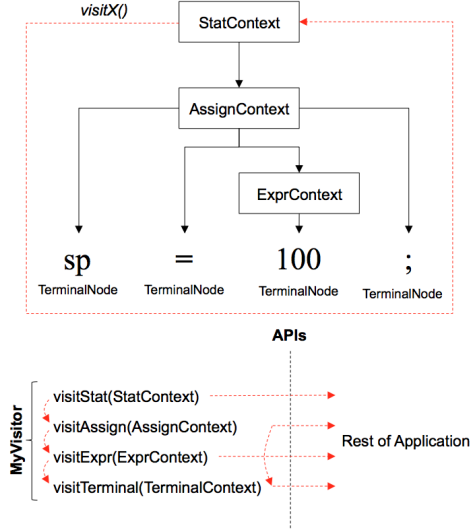 visitX()
StatContext
AssignContext
ExprContext
sp = 100 ;
TerminalNode TerminalNode TerminalNode TerminalNode
APIs
MyVisitor
visitStat(StatContext)
visitAssign(AssignContext)
visitExpr(ExprContext)
visitTerminal(TerminalContext)
Rest of Application